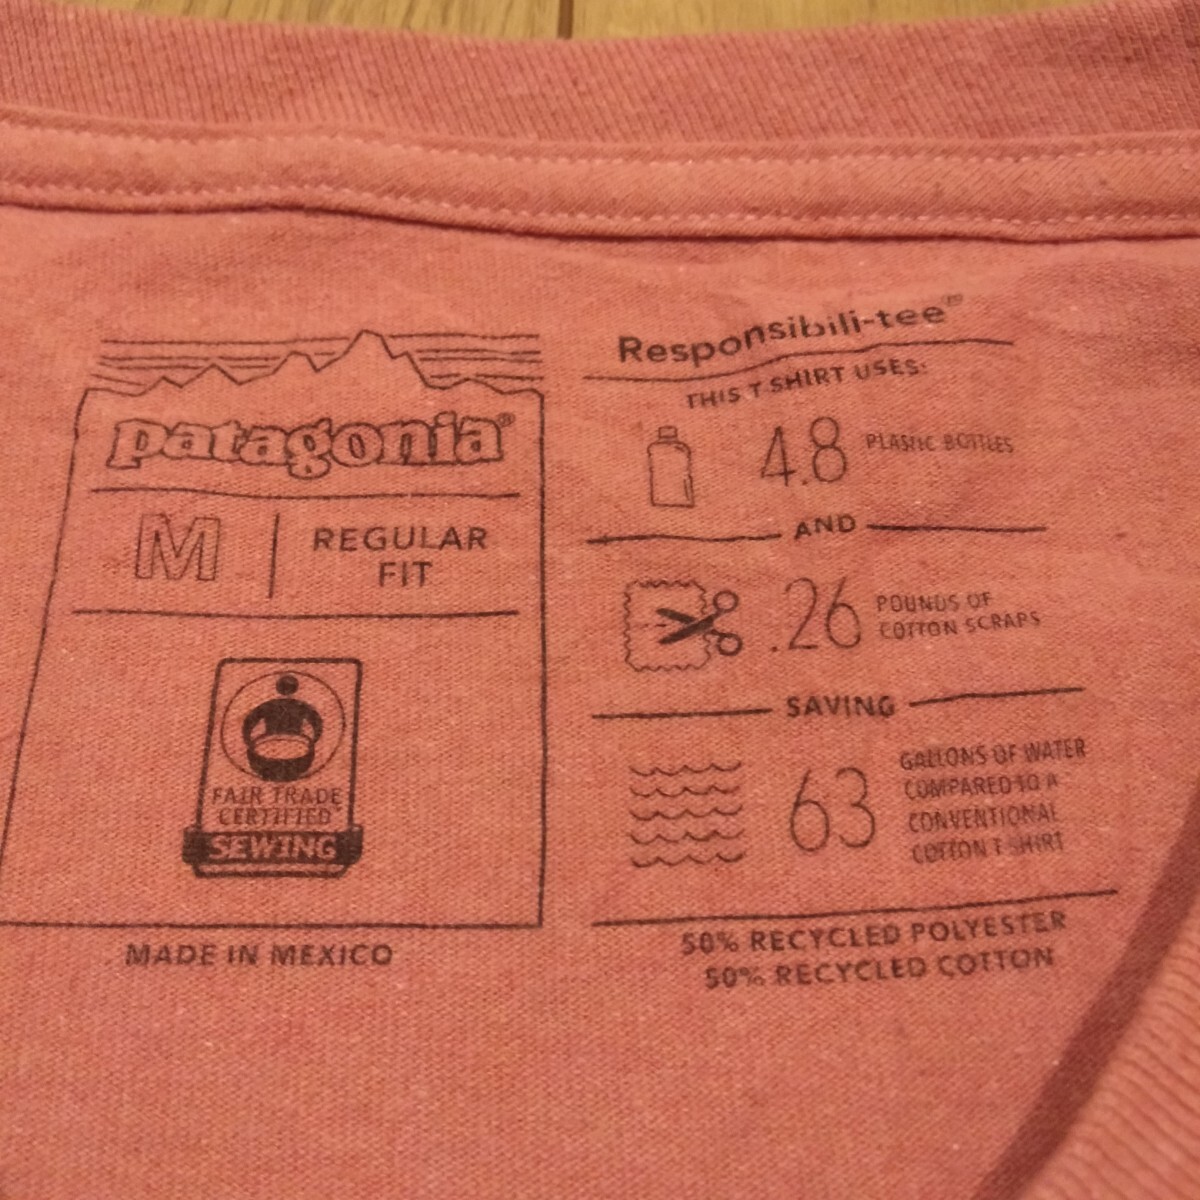 patagonia®
M
REGULAR
FIT
FAIR TRADE
CERTIFIED
SEWING
MADE IN MEXICO
Responsibili-tee™
THIS T SHIRT USES:
4.8 PLASTIC BOTTLES
AND
.26 POUNDS OF
COTTON SCRAPS
SAVING
63 GALLONS OF WATER
COMPARED TO A
CONVENTIONAL
COTTON T SHIRT
50% RECYCLED POLYESTER
50% RECYCLED COTTON